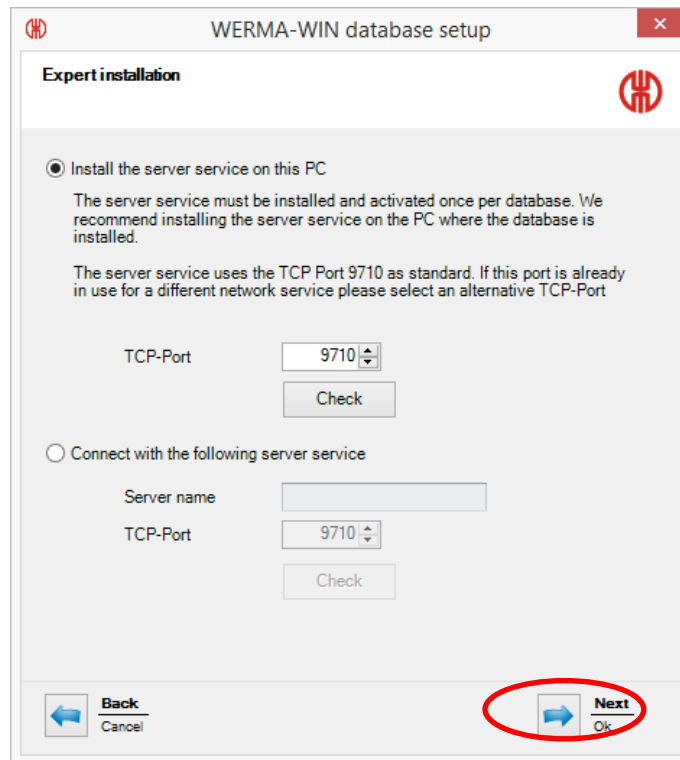 WERMA-WIN database setup
Expert installation
Install the server service on this PC
The server service must be installed and activated once per database. We
recommend installing the server service on the PC where the database is
installed.
The server service uses the TCP Port 9710 as standard. If this port is already
in use for a different network service please select an alternative TCP-Port
TCP-Port 9710
Check
Connect with the following server service
Server name
TCP-Port 9710
Check
Back Next
Cancel Ok